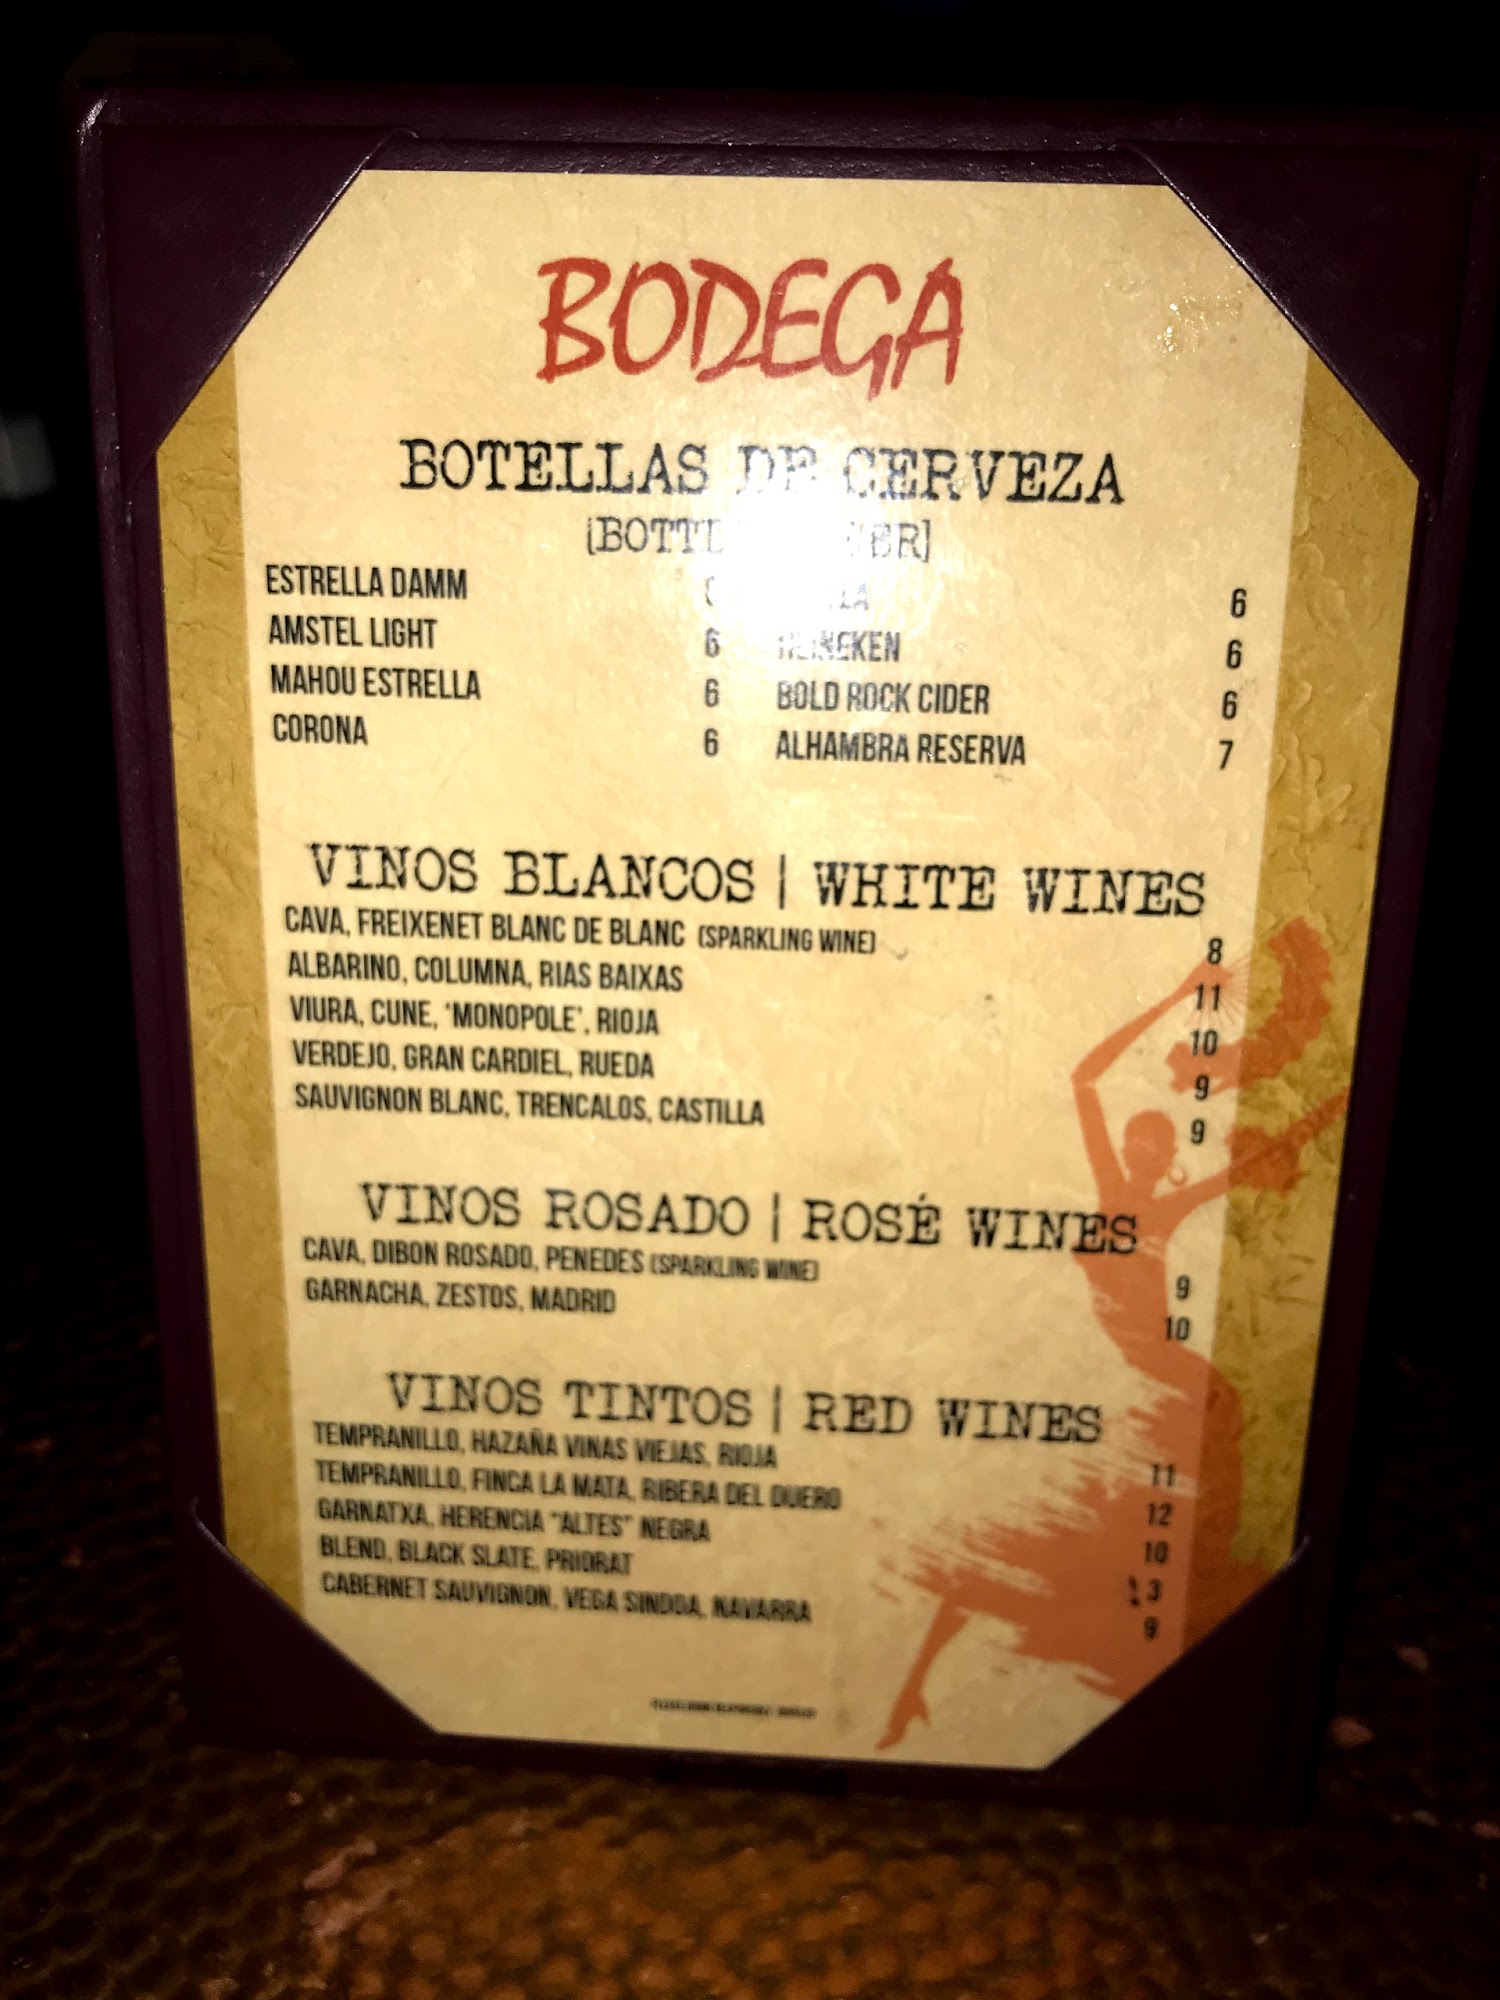 BODEGA
BOTELLAS DE CERVEZA
ESTRELLA DAMM
AMSTEL LIGHT 6
MAHOU ESTRELLA 6
CORONA 6
6
HEINEKEN 6
BOLD ROCK CIDER 6
ALHAMBRA RESERVA 7
VINOS BLANCOS | WHITE WINES
CAVA, FREIXENET BLANC DE BLANC (SPARKLING WINE) 8
ALBARINO, COLUMNA, RIAS BAIXAS 11
VIURA, CUNE, 'MONOPOLE', RIOJA 10
VERDEJO, GRAN CARDIEL, RUEDA 9
SAUVIGNON BLANC, TRENCALOS, CASTILLA 9
VINOS ROSADO | ROSÉ WINES
CAVA, DIBON ROSADO, PENEDES (SPARKLING WINE) 9
GARNACHA, ZESTOS, MADRID 10
VINOS TINTOS | RED WINES
TEMPRANILLO, HAZAÑA VINAS VIEJAS, RIOJA 11
TEMPRANILLO, FINCA LA MATA, RIBERA DEL DUERO 12
GARNATXA, HERENCIA "ALTES" NEGRA 10
BLEND, BLACK SLATE, PRIORAT 13
CABERNET SAUVIGNON, VEGA SINDOA, NAVARRA 9